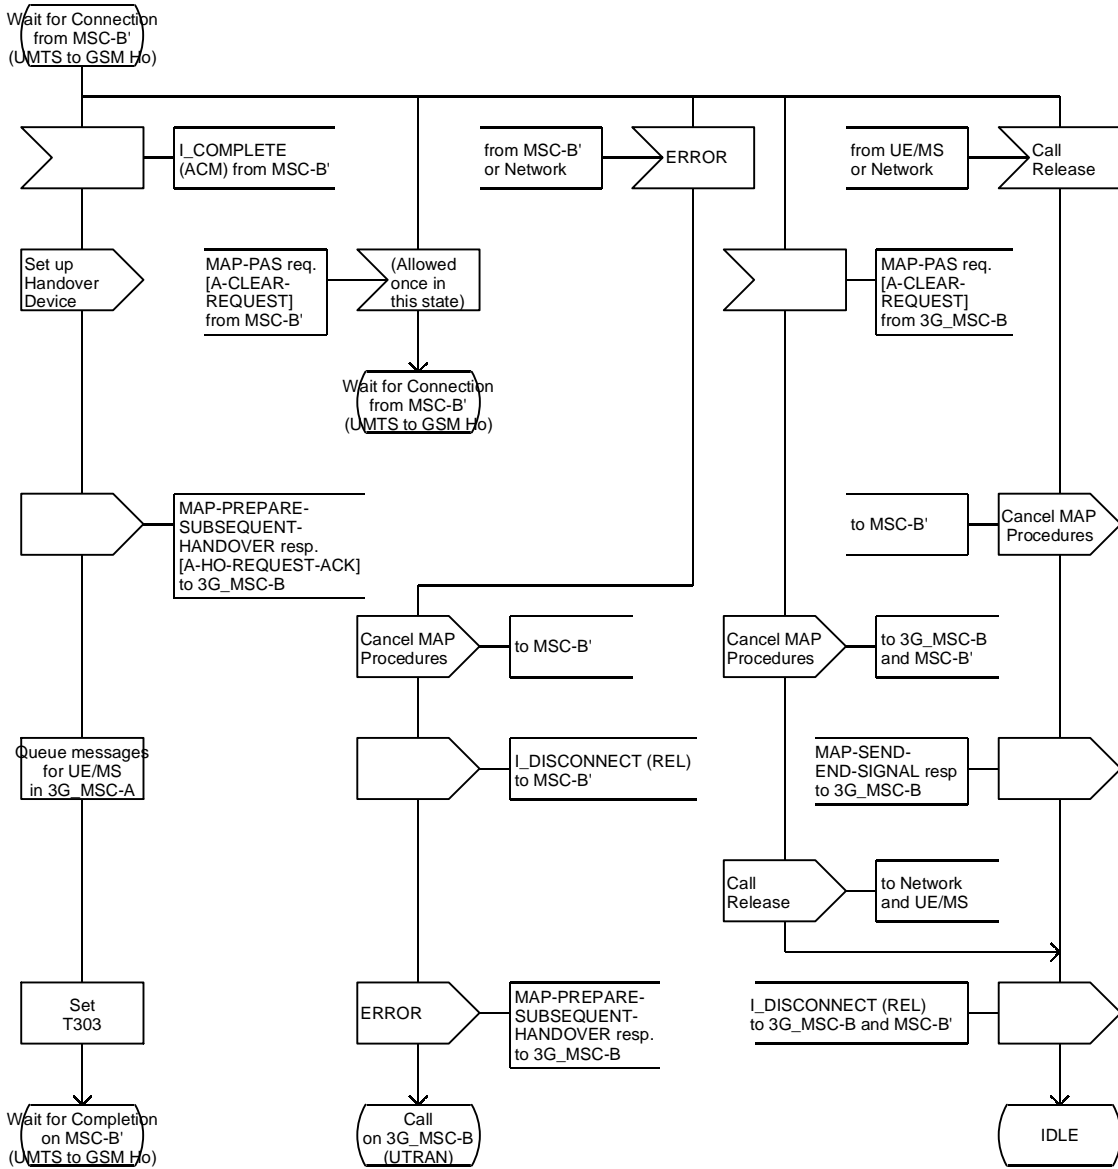 Wait for Connection
from MSC-B'
(UMTS to GSM Ho)
I_COMPLETE
(ACM) from MSC-B'
from MSC-B'
or Network
ERROR
from UE/MS
or Network
Call
Release
Set up
Handover
Device
MAP-PAS req.
[A-CLEAR-
REQUEST]
from MSC-B'
(Allowed
once in
this state)
MAP-PAS req.
[A-CLEAR-
REQUEST]
from 3G_MSC-B
Wait for Connection
from MSC-B'
(UMTS to GSM Ho)
MAP-PREPARE-
SUBSEQUENT-
HANDOVER resp.
[A-HO-REQUEST-ACK]
to 3G_MSC-B
to MSC-B'
Cancel MAP
Procedures
Cancel MAP
Procedures
to MSC-B'
Cancel MAP
Procedures
to 3G_MSC-B
and MSC-B'
Queue messages
for UE/MS
in 3G_MSC-A
I_DISCONNECT (REL)
to MSC-B'
MAP-SEND-
END-SIGNAL resp
to 3G_MSC-B
Call
Release
to Network
and UE/MS
Set
T303
ERROR
MAP-PREPARE-
SUBSEQUENT-
HANDOVER resp.
to 3G_MSC-B
I_DISCONNECT (REL)
to 3G_MSC-B and MSC-B'
Wait for Completion
on MSC-B'
(UMTS to GSM Ho)
Call
on 3G_MSC-B
(UTRAN)
IDLE